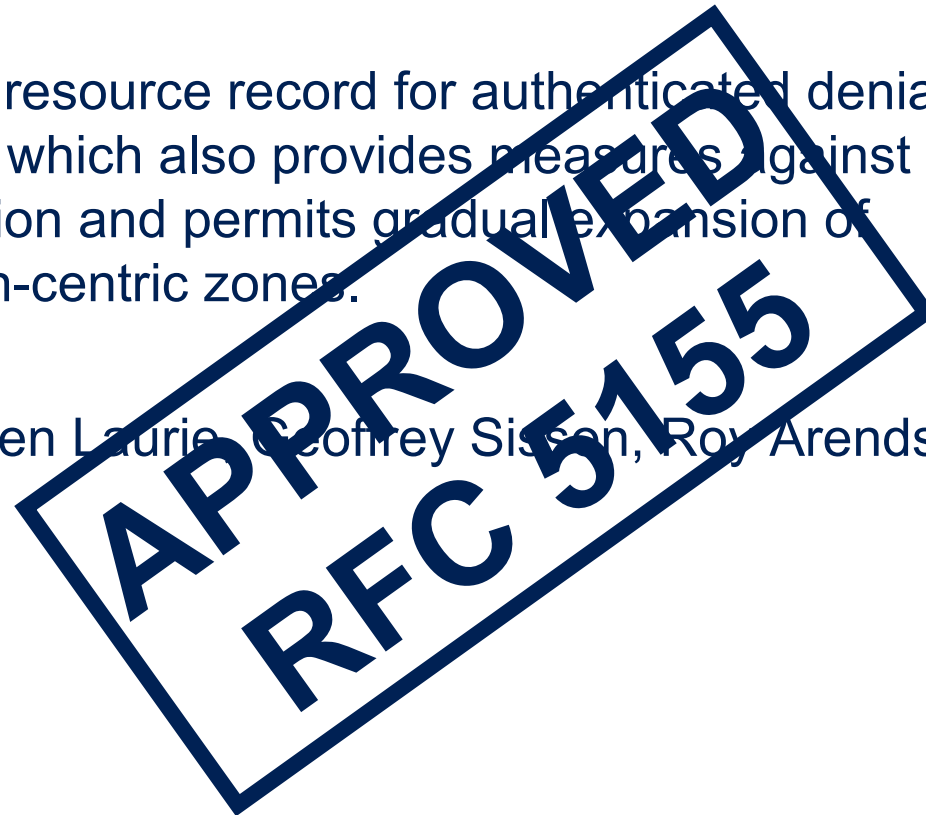 resource record for authenticated denia
which also provides measures against
ion and permits gradual expansion of
n-centric zones.
en Laurie, Geoffrey Sisson, Roy Arends
APPROVED
RFC 5155